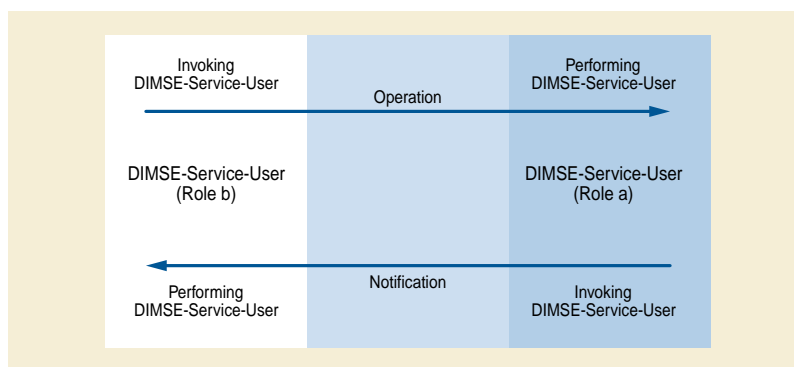 Invoking
DIMSE-Service-User
Performing
DIMSE-Service-User
Operation
DIMSE-Service-User
(Role b)
DIMSE-Service-User
(Role a)
Notification
Performing
DIMSE-Service-User
Invoking
DIMSE-Service-User